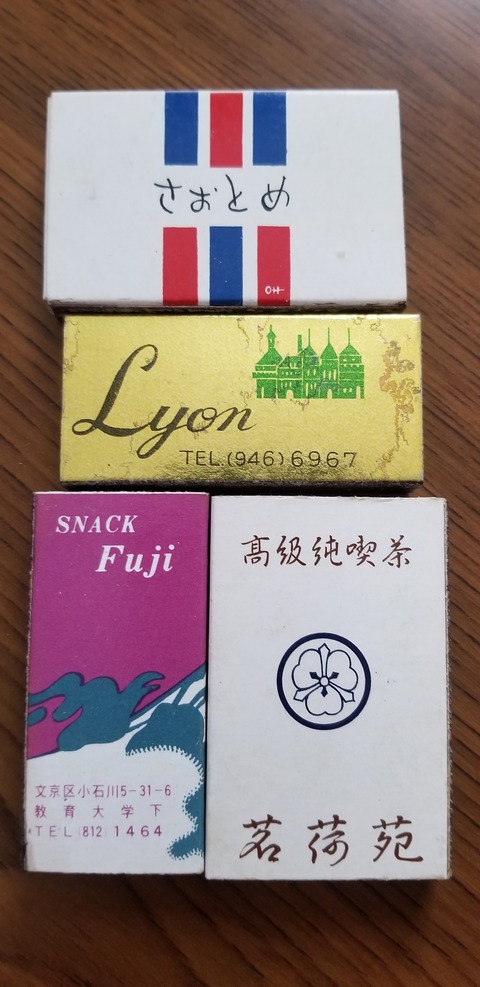 さおとめ
OH
Lyon
TEL.(946)6967
SNACK
Fuji
文京区小石川5-31-6
教育大学下
TEL(812)1464
高級純喫茶
茗荷苑